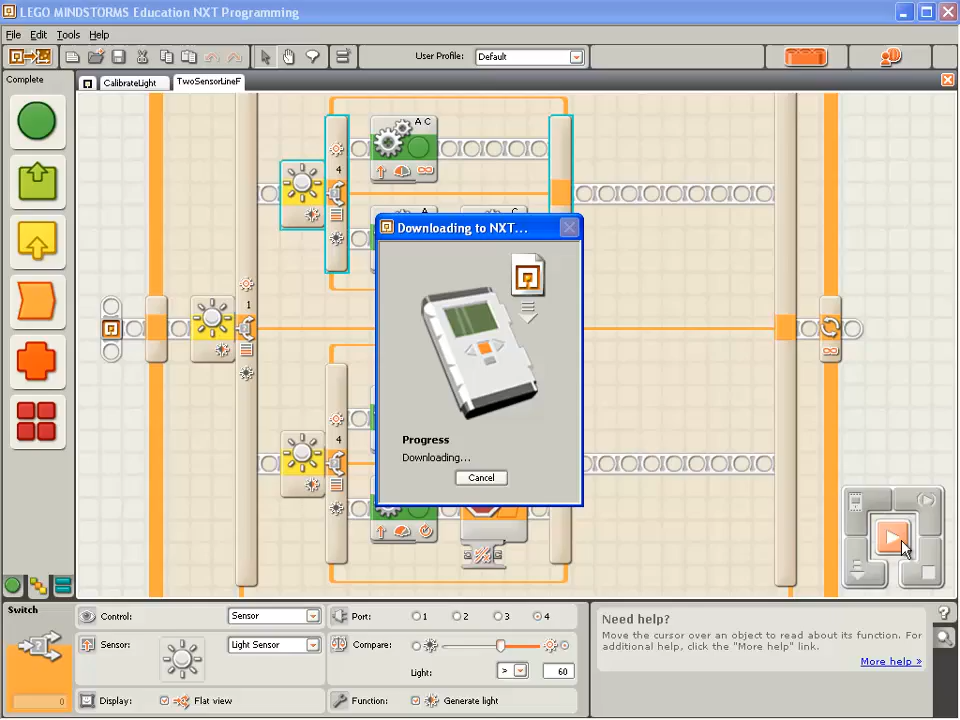 LEGO MINDSTORMS Education NXT Programming
File Edit Tools Help
User Profile: Default
Complete
CalibrateLight TwoSensorLineF
A C
4
A C
1
4
Downloading to NXT...
Progress
Downloading...
Cancel
Switch
0
Control: Sensor
Sensor: Light Sensor
Display: Flat view
Port: 1 2 3 4
Compare:
Light: > 60
Function: Generate light
Need help?
Move the cursor over an object to read about its function. For
additional help, click the "More help" link.
More help »
?